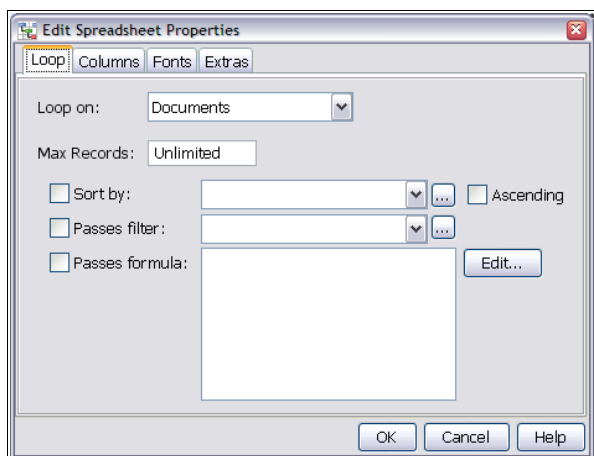 Edit Spreadsheet Properties
Loop Columns Fonts Extras
Loop on: Documents
Max Records: Unlimited
Sort by: ... Ascending
Passes filter: ...
Passes formula: Edit...
OK Cancel Help